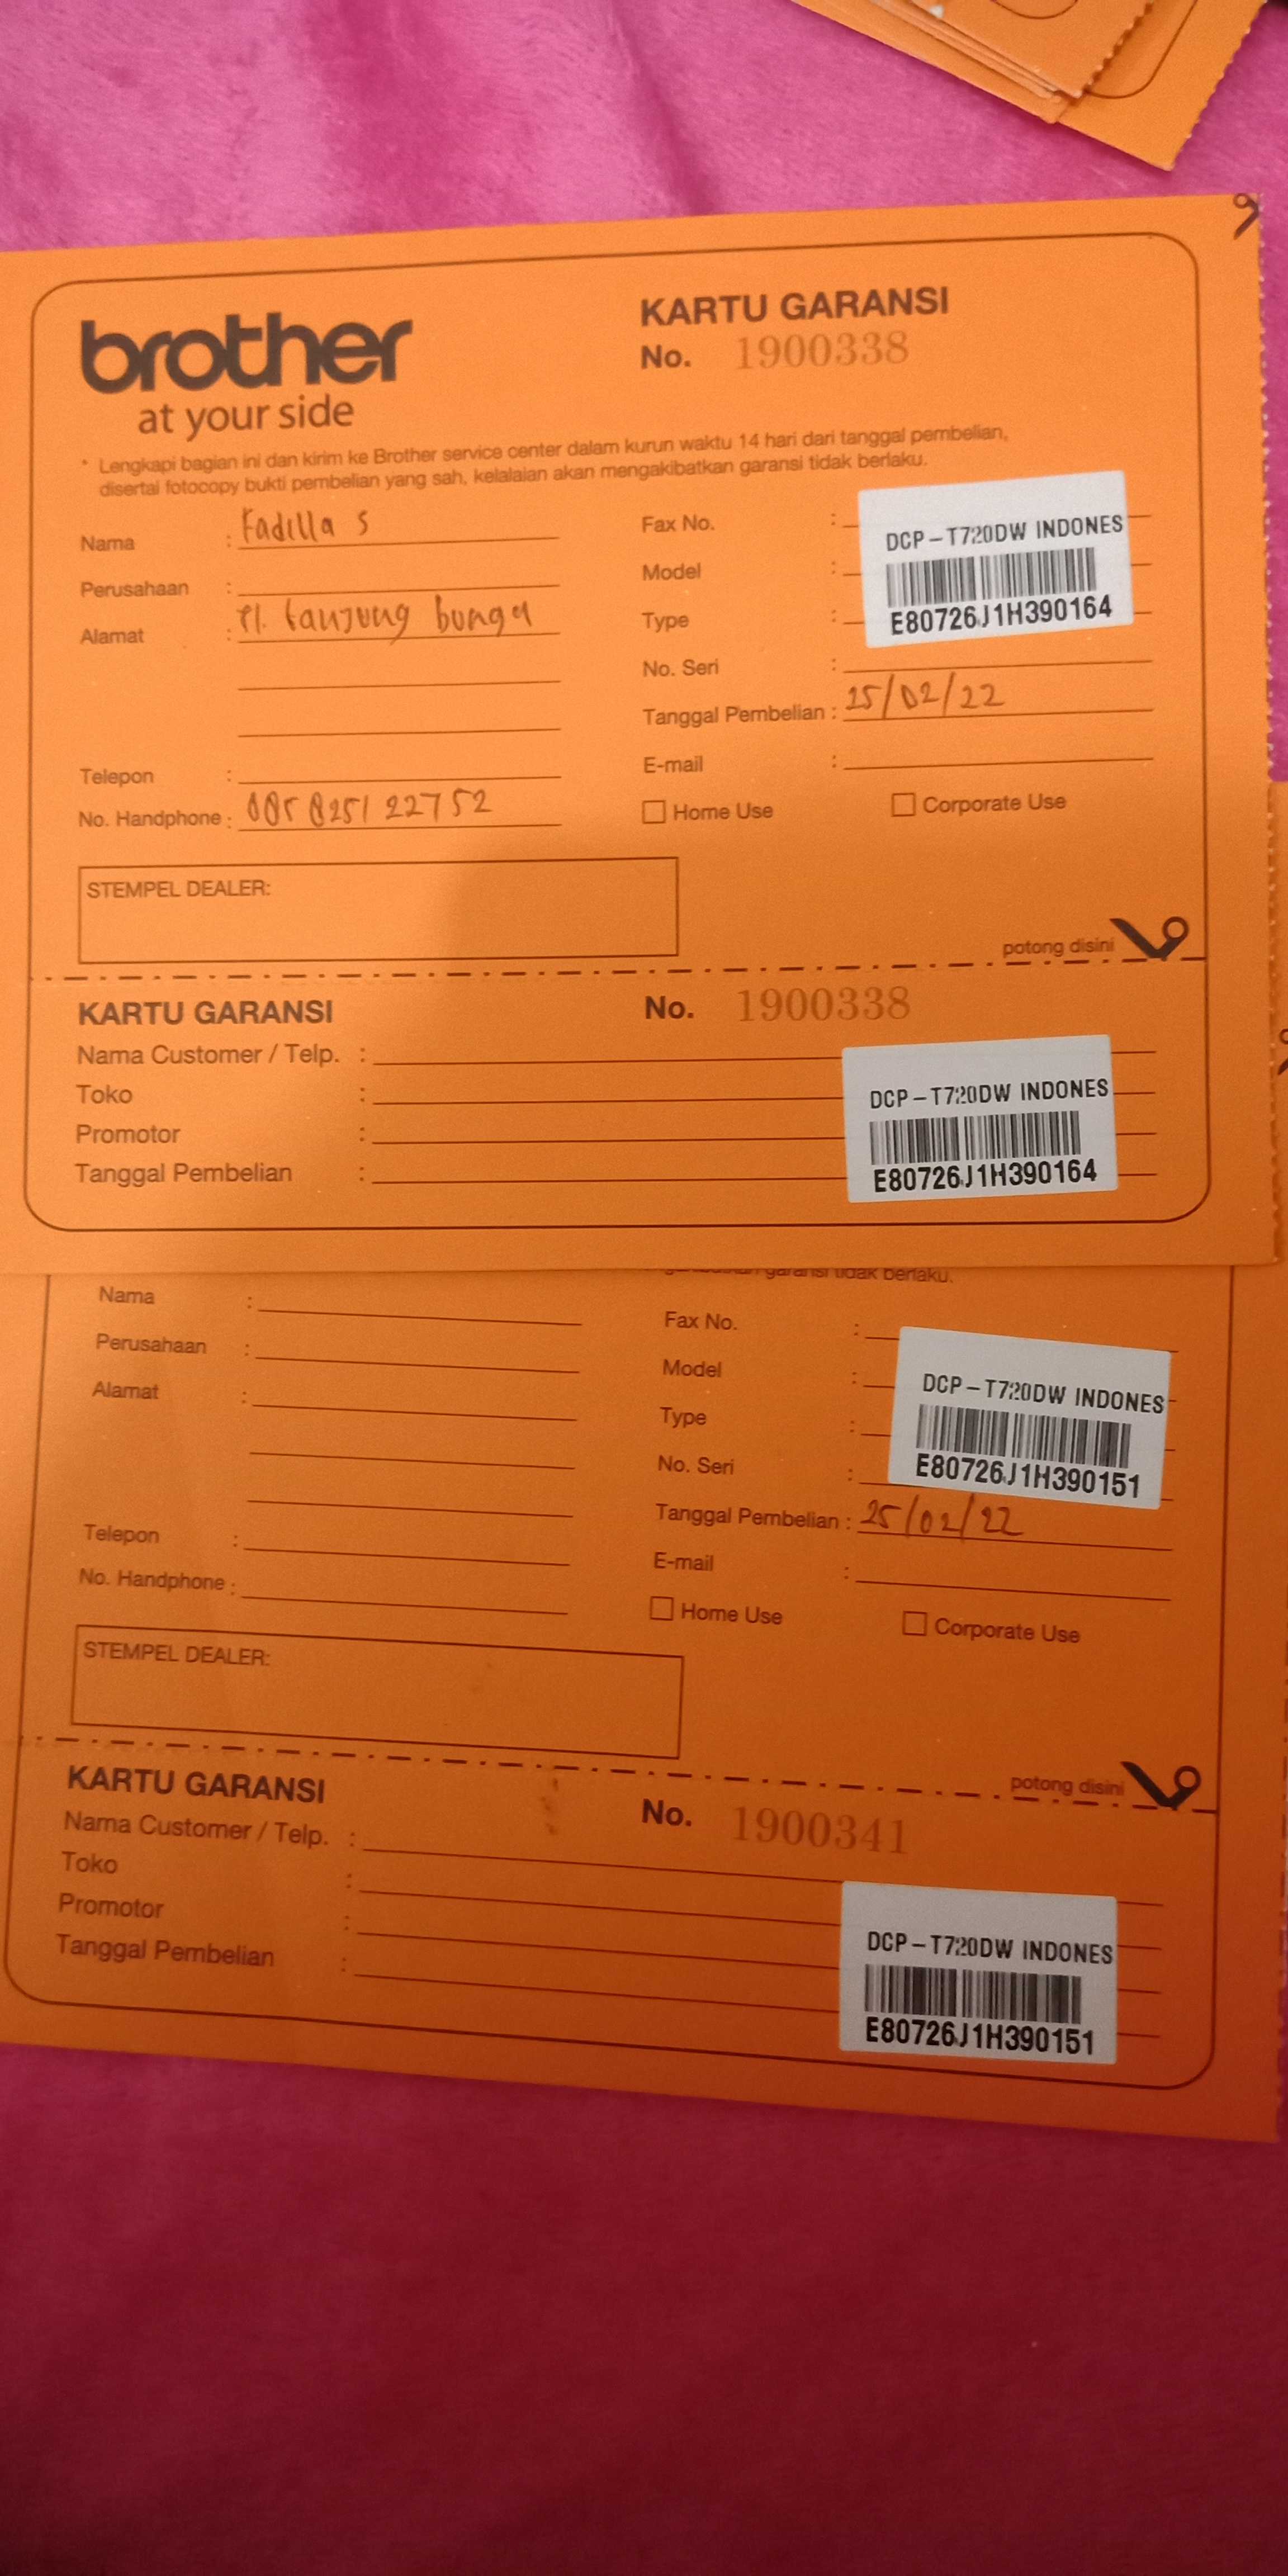 brother
at your side
KARTU GARANSI
No. 1900338
* Lengkapi bagian ini dan kirim ke Brother service center dalam kurun waktu 14 hari dari tanggal pembelian,
disertai fotocopy bukti pembelian yang sah, kelalaian akan mengakibatkan garansi tidak berlaku.
Nama : Fadilla S
Perusahaan :
Alamat : Jl. tanjung bunga
Telepon :
No. Handphone : 0858251 22752
Fax No. :
Model :
Type :
No. Seri :
DCP-T720DW INDONES
E80726J1H390164
Tanggal Pembelian : 25/02/22
E-mail :
Home Use Corporate Use
STEMPEL DEALER:
potong disini
KARTU GARANSI No. 1900338
Nama Customer / Telp. :
Toko :
Promotor :
Tanggal Pembelian :
DCP-T720DW INDONES
E80726J1H390164
garansi tidak berlaku.
Nama :
Perusahaan :
Alamat :
Telepon :
No. Handphone :
Fax No. :
Model :
Type :
No. Seri :
DCP-T720DW INDONES
E80726J1H390151
Tanggal Pembelian : 25/02/22
E-mail :
Home Use Corporate Use
STEMPEL DEALER:
potong disini
KARTU GARANSI No. 1900341
Nama Customer / Telp. :
Toko :
Promotor :
Tanggal Pembelian :
DCP-T720DW INDONES
E80726J1H390151